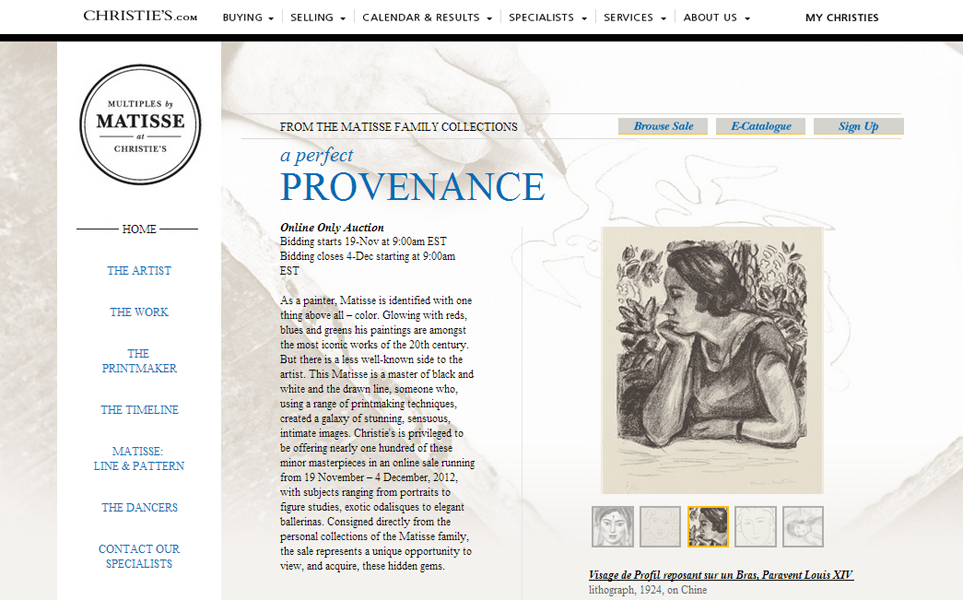 CHRISTIE'S.COM
BUYING
SELLING
CALENDAR & RESULTS
SPECIALISTS
SERVICES
ABOUT US
MY CHRISTIES
MULTIPLES by
MATISSE
at
CHRISTIE'S
HOME
THE ARTIST
THE WORK
THE
PRINTMAKER
THE TIMELINE
MATISSE:
LINE & PATTERN
THE DANCERS
CONTACT OUR
SPECIALISTS
FROM THE MATISSE FAMILY COLLECTIONS
Browse Sale
E-Catalogue
Sign Up
a perfect
PROVENANCE
Online Only Auction
Bidding starts 19-Nov at 9:00am EST
Bidding closes 4-Dec starting at 9:00am
EST
As a painter, Matisse is identified with one
thing above all – color. Glowing with reds,
blues and greens his paintings are amongst
the most iconic works of the 20th century.
But there is a less well-known side to the
artist. This Matisse is a master of black and
white and the drawn line, someone who,
using a range of printmaking techniques,
created a galaxy of stunning, sensuous,
intimate images. Christie's is privileged to
be offering nearly one hundred of these
minor masterpieces in an online sale running
from 19 November – 4 December, 2012,
with subjects ranging from portraits to
figure studies, exotic odalisques to elegant
ballerinas. Consigned directly from the
personal collections of the Matisse family,
the sale represents a unique opportunity to
view, and acquire, these hidden gems.
Visage de Profil reposant sur un Bras, Paravent Louis XIV
lithograph, 1924, on Chine